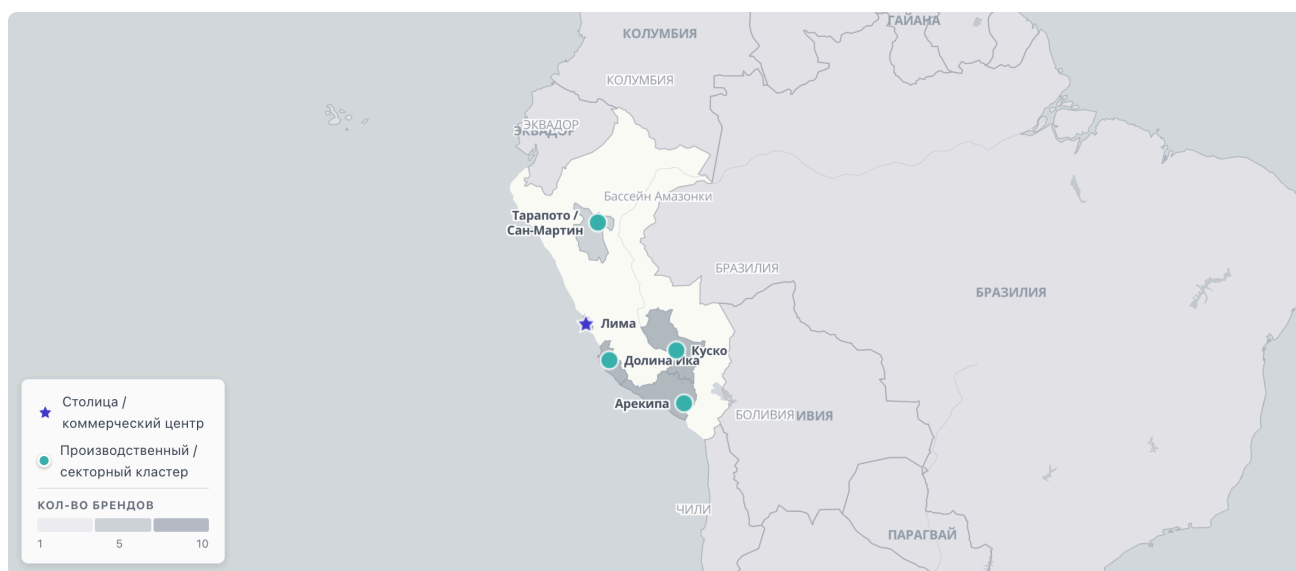 ГАЙАНА
КОЛУМБИЯ
КОЛУМБИЯ
ЭКВАДОР
ЭКВАДОР
Бассейн Амазонки
Тарапото /
Сан-Мартин
БРАЗИЛИЯ
БРАЗИЛИЯ
Лима
Куско
Долина Ика
Арекипа
БОЛИВИЯ
ИВИЯ
ЧИЛИ
ПАРАГВАЙ
Столица /
коммерческий центр
Производственный /
секторный кластер
КОЛ-ВО БРЕНДОВ
1 5 10